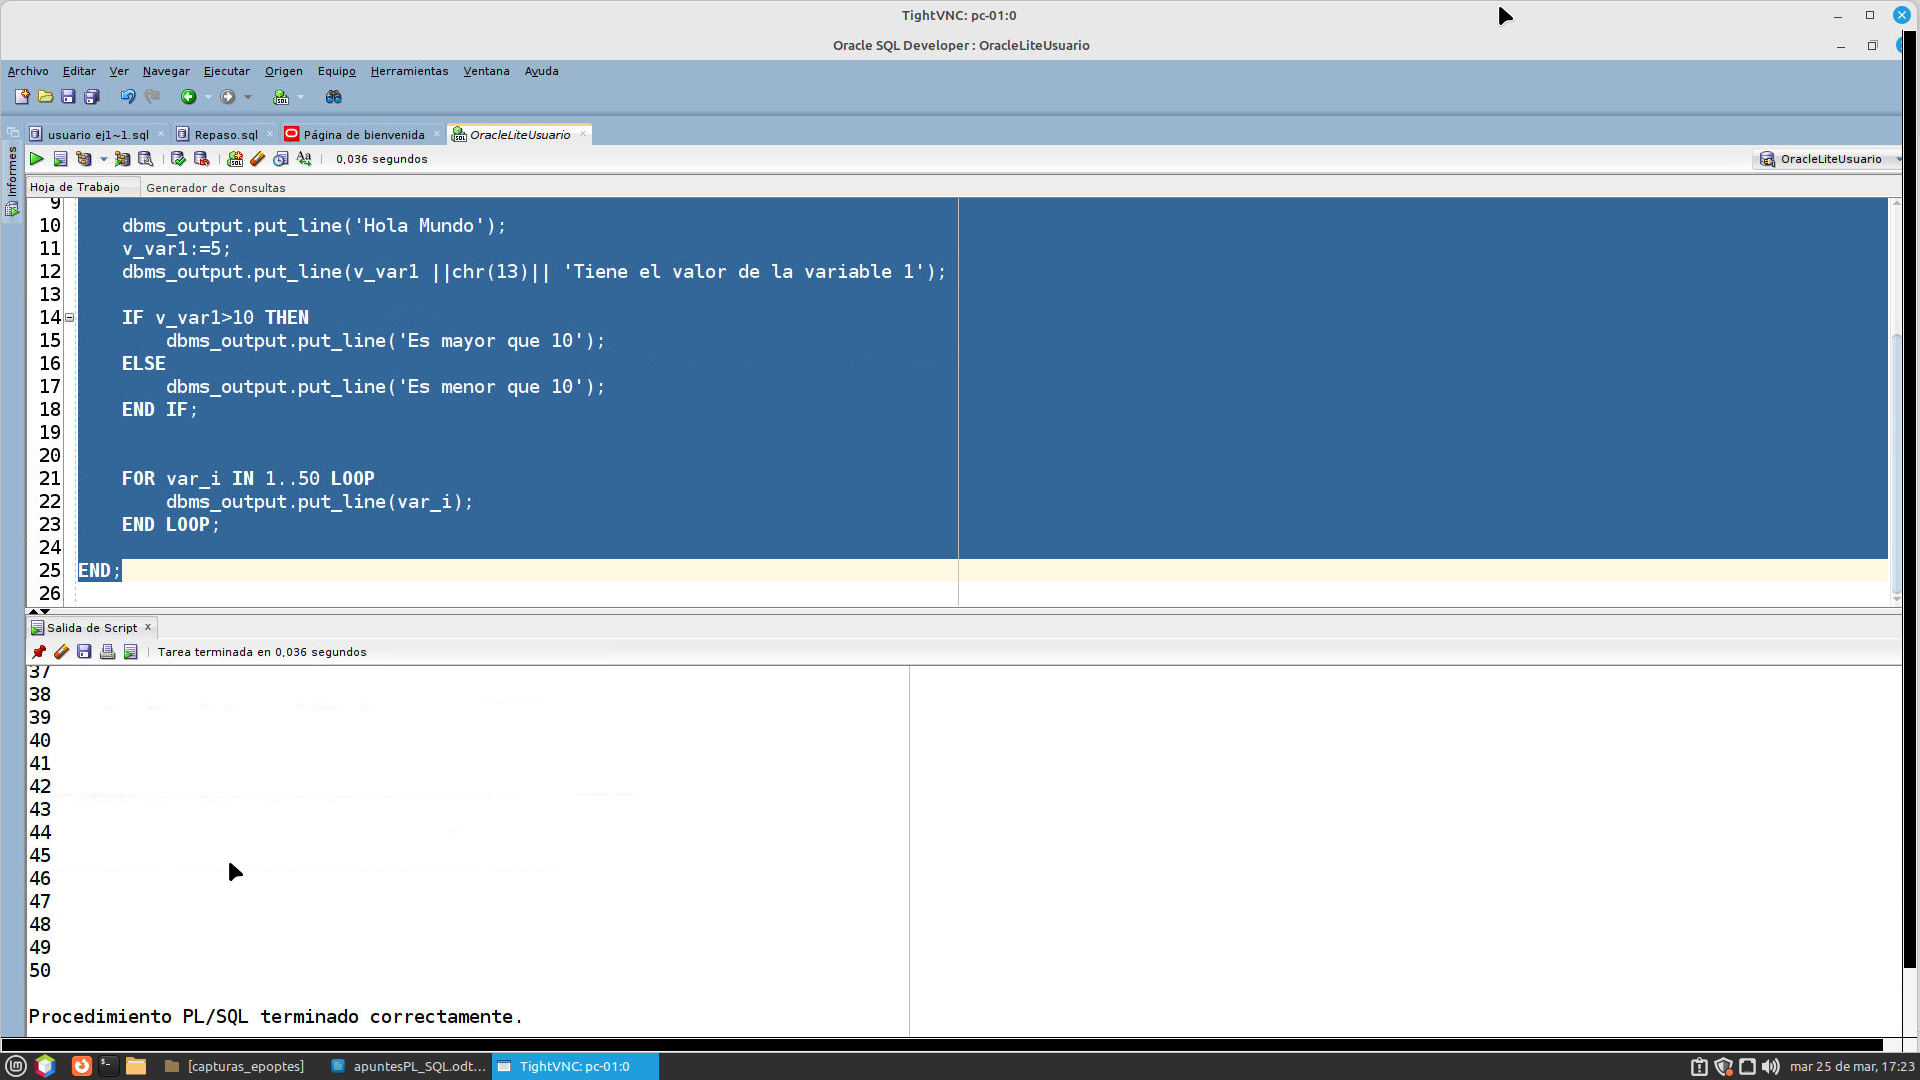 TightVNC: pc-01:0
Oracle SQL Developer : OracleLiteUsuario
Archivo Editar Ver Navegar Ejecutar Origen Equipo Herramientas Ventana Ayuda
usuario ej1~1.sql Repaso.sql Página de bienvenida OracleLiteUsuario
Informes
0,036 segundos OracleLiteUsuario
Hoja de Trabajo Generador de Consultas
9
10 dbms_output.put_line('Hola Mundo');
11 v_var1:=5;
12 dbms_output.put_line(v_var1 ||chr(13)|| 'Tiene el valor de la variable 1');
13
14 IF v_var1>10 THEN
15 dbms_output.put_line('Es mayor que 10');
16 ELSE
17 dbms_output.put_line('Es menor que 10');
18 END IF;
19
20
21 FOR var_i IN 1..50 LOOP
22 dbms_output.put_line(var_i);
23 END LOOP;
24
25 END;
26
Salida de Script
Tarea terminada en 0,036 segundos
37
38
39
40
41
42
43
44
45
46
47
48
49
50
Procedimiento PL/SQL terminado correctamente.
[capturas_epoptes] apuntesPL_SQL.odt... TightVNC: pc-01:0 mar 25 de mar, 17:23